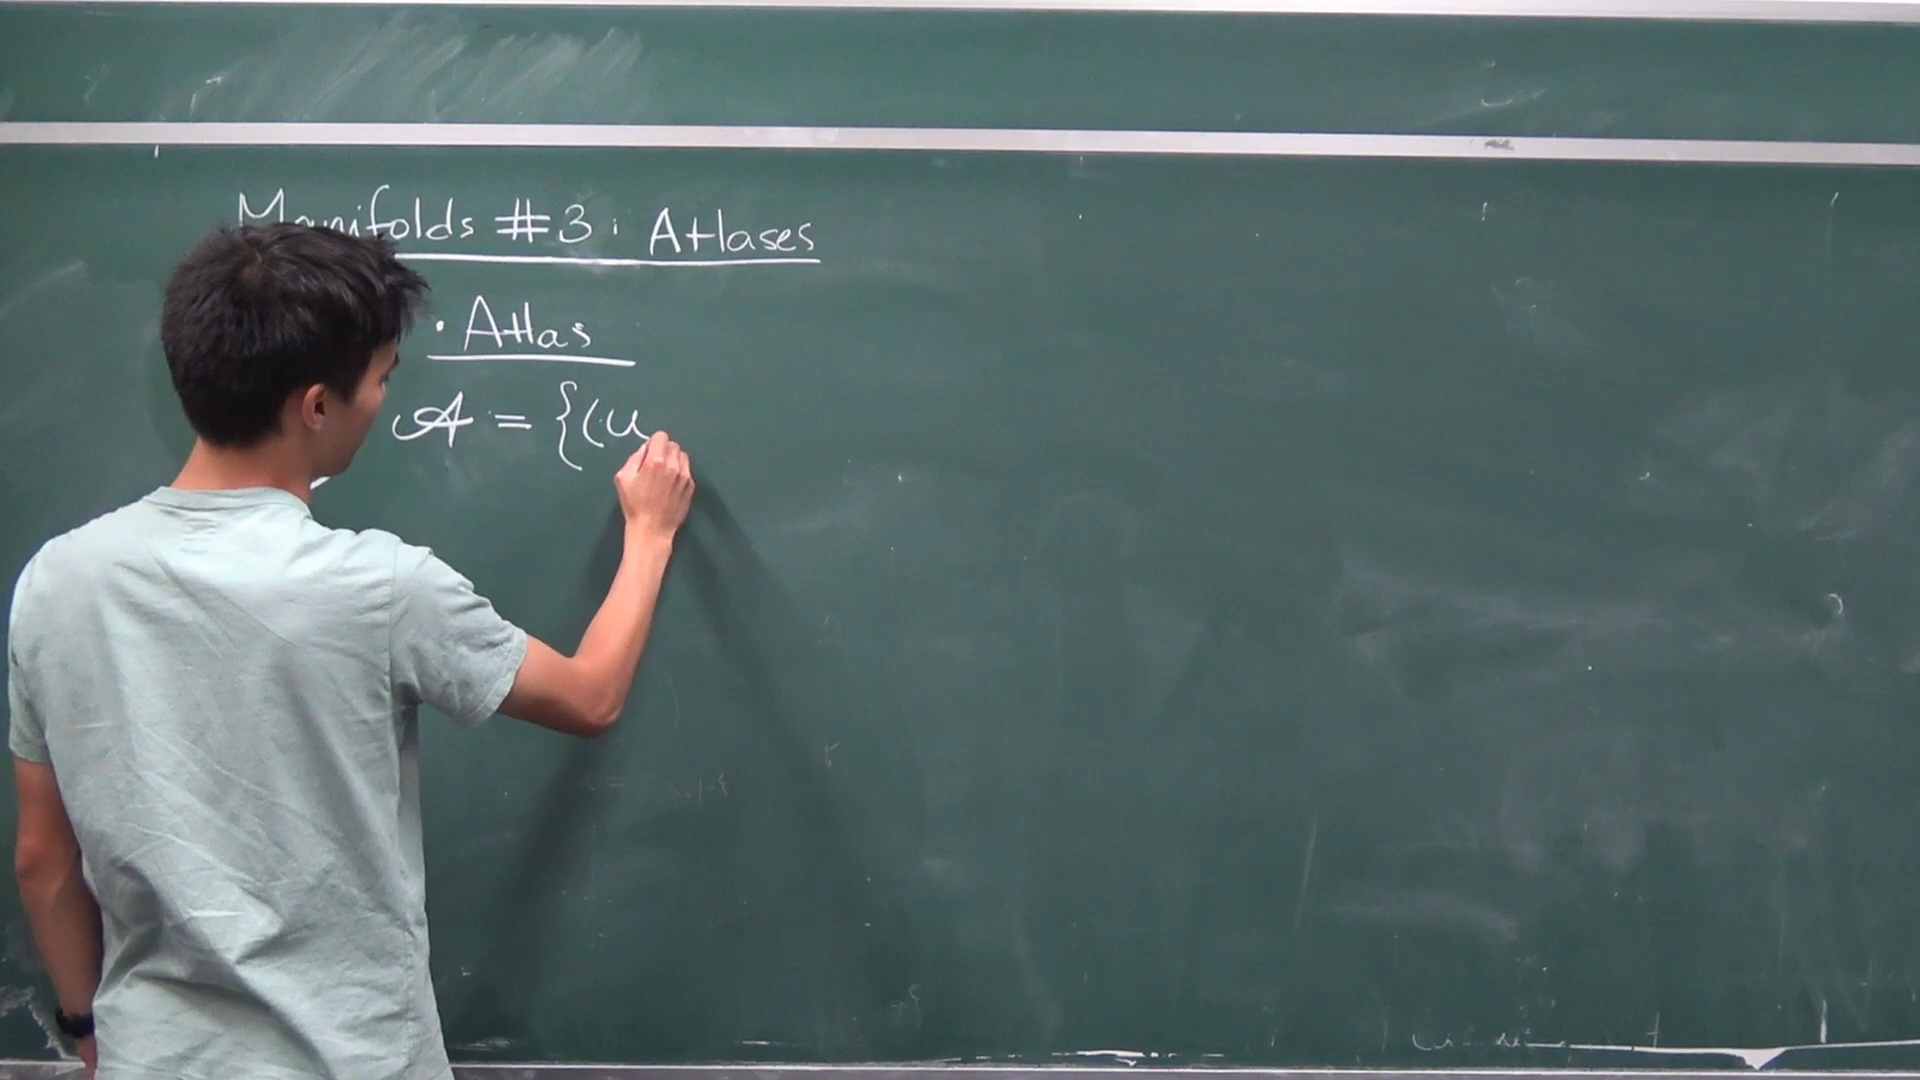 Manifolds #3: Atlases
· Atlas
𝒜 = {(U